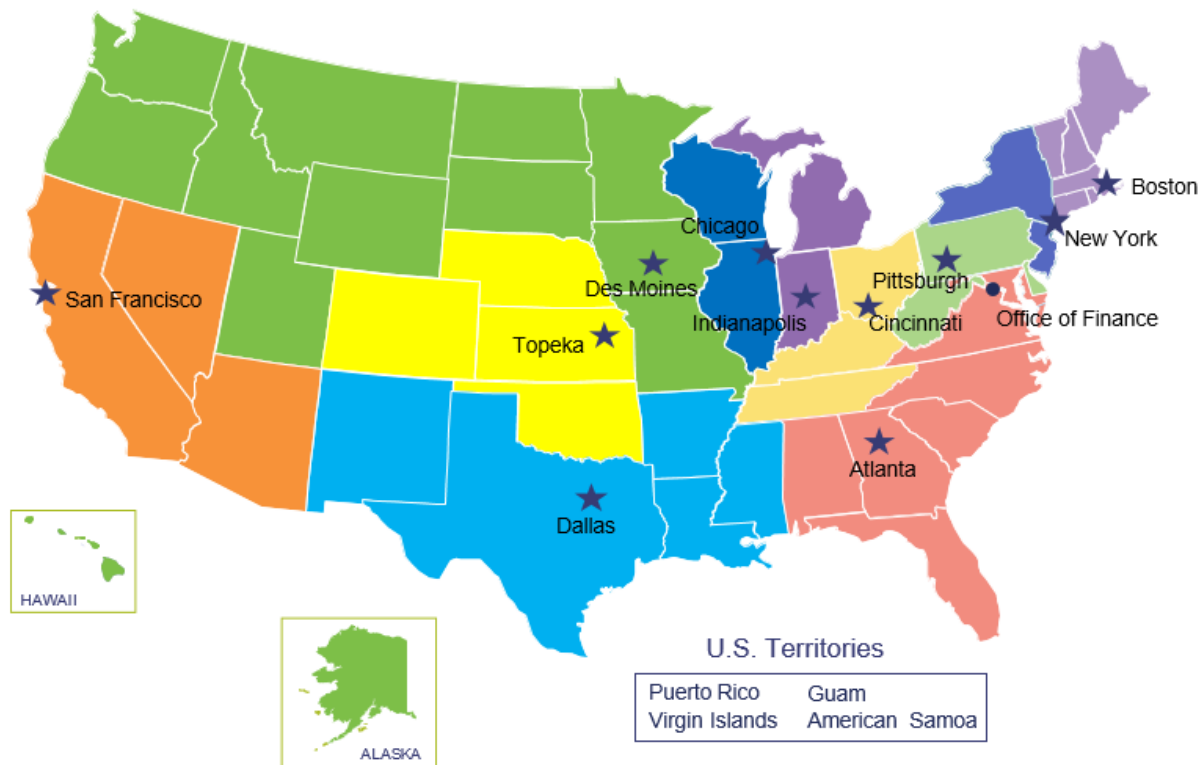 Boston
Chicago
New York
Pittsburgh
Des Moines
San Francisco
Indianapolis
Cincinnati
Office of Finance
Topeka
Atlanta
Dallas
HAWAII
U.S. Territories
Puerto Rico Guam
Virgin Islands American Samoa
ALASKA